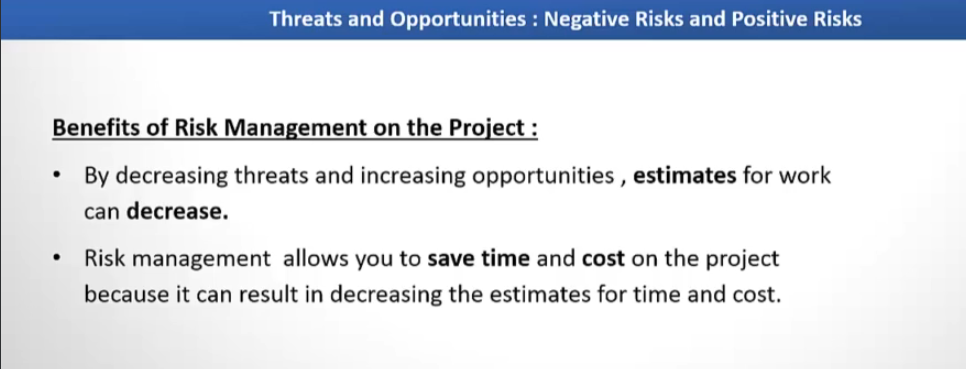 Threats and Opportunities : Negative Risks and Positive Risks
Benefits of Risk Management on the Project :
• By decreasing threats and increasing opportunities , estimates for work
can decrease.
• Risk management  allows you to save time and cost on the project
because it can result in decreasing the estimates for time and cost.